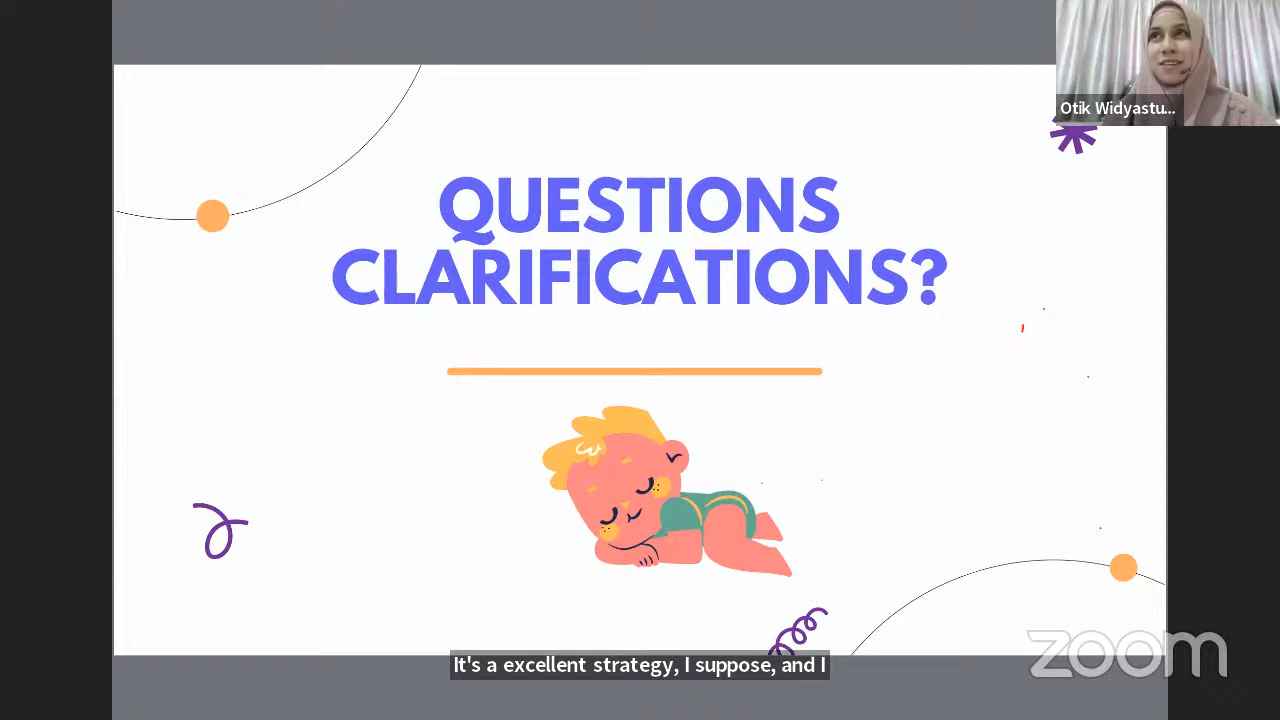 Otik Widyastu...
QUESTIONS
CLARIFICATIONS?
zoom
It's a excellent strategy, I suppose, and I